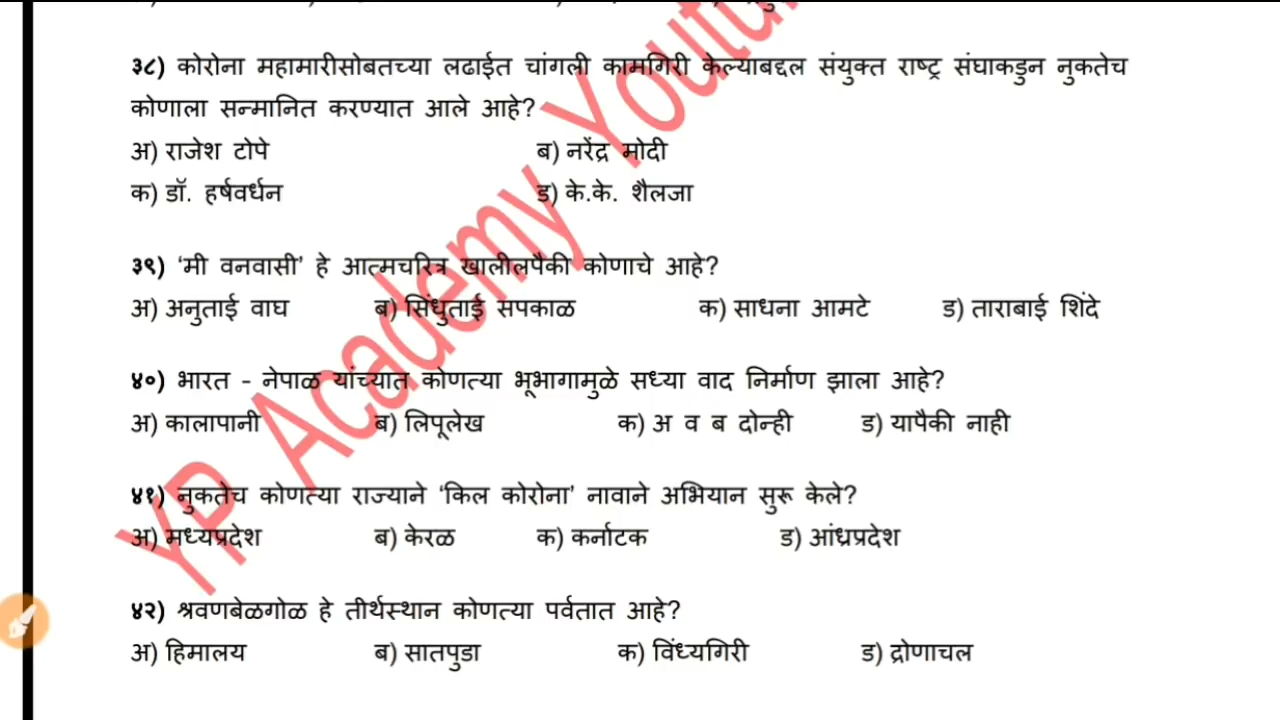 ३८) कोरोना महामारीसोबतच्या लढाईत चांगली कामगिरी केल्याबद्दल संयुक्त राष्ट्र संघाकडुन नुकतेच
कोणाला सन्मानित करण्यात आले आहे?
अ) राजेश टोपे ब) नरेंद्र मोदी
क) डॉ. हर्षवर्धन ड) के.के. शैलजा
३९) ‘मी वनवासी’ हे आत्मचरित्र खालीलपैकी कोणाचे आहे?
अ) अनुताई वाघ ब) सिंधुताई सपकाळ क) साधना आमटे ड) ताराबाई शिंदे
४०) भारत - नेपाळ यांच्यात कोणत्या भूभागामुळे सध्या वाद निर्माण झाला आहे?
अ) कालापानी ब) लिपूलेख क) अ व ब दोन्ही ड) यापैकी नाही
४१) नुकतेच कोणत्या राज्याने ‘किल कोरोना’ नावाने अभियान सुरू केले?
अ) मध्यप्रदेश ब) केरळ क) कर्नाटक ड) आंध्रप्रदेश
४२) श्रवणबेळगोळ हे तीर्थस्थान कोणत्या पर्वतात आहे?
अ) हिमालय ब) सातपुडा क) विंध्यगिरी ड) द्रोणाचल
YP Academy Youtu